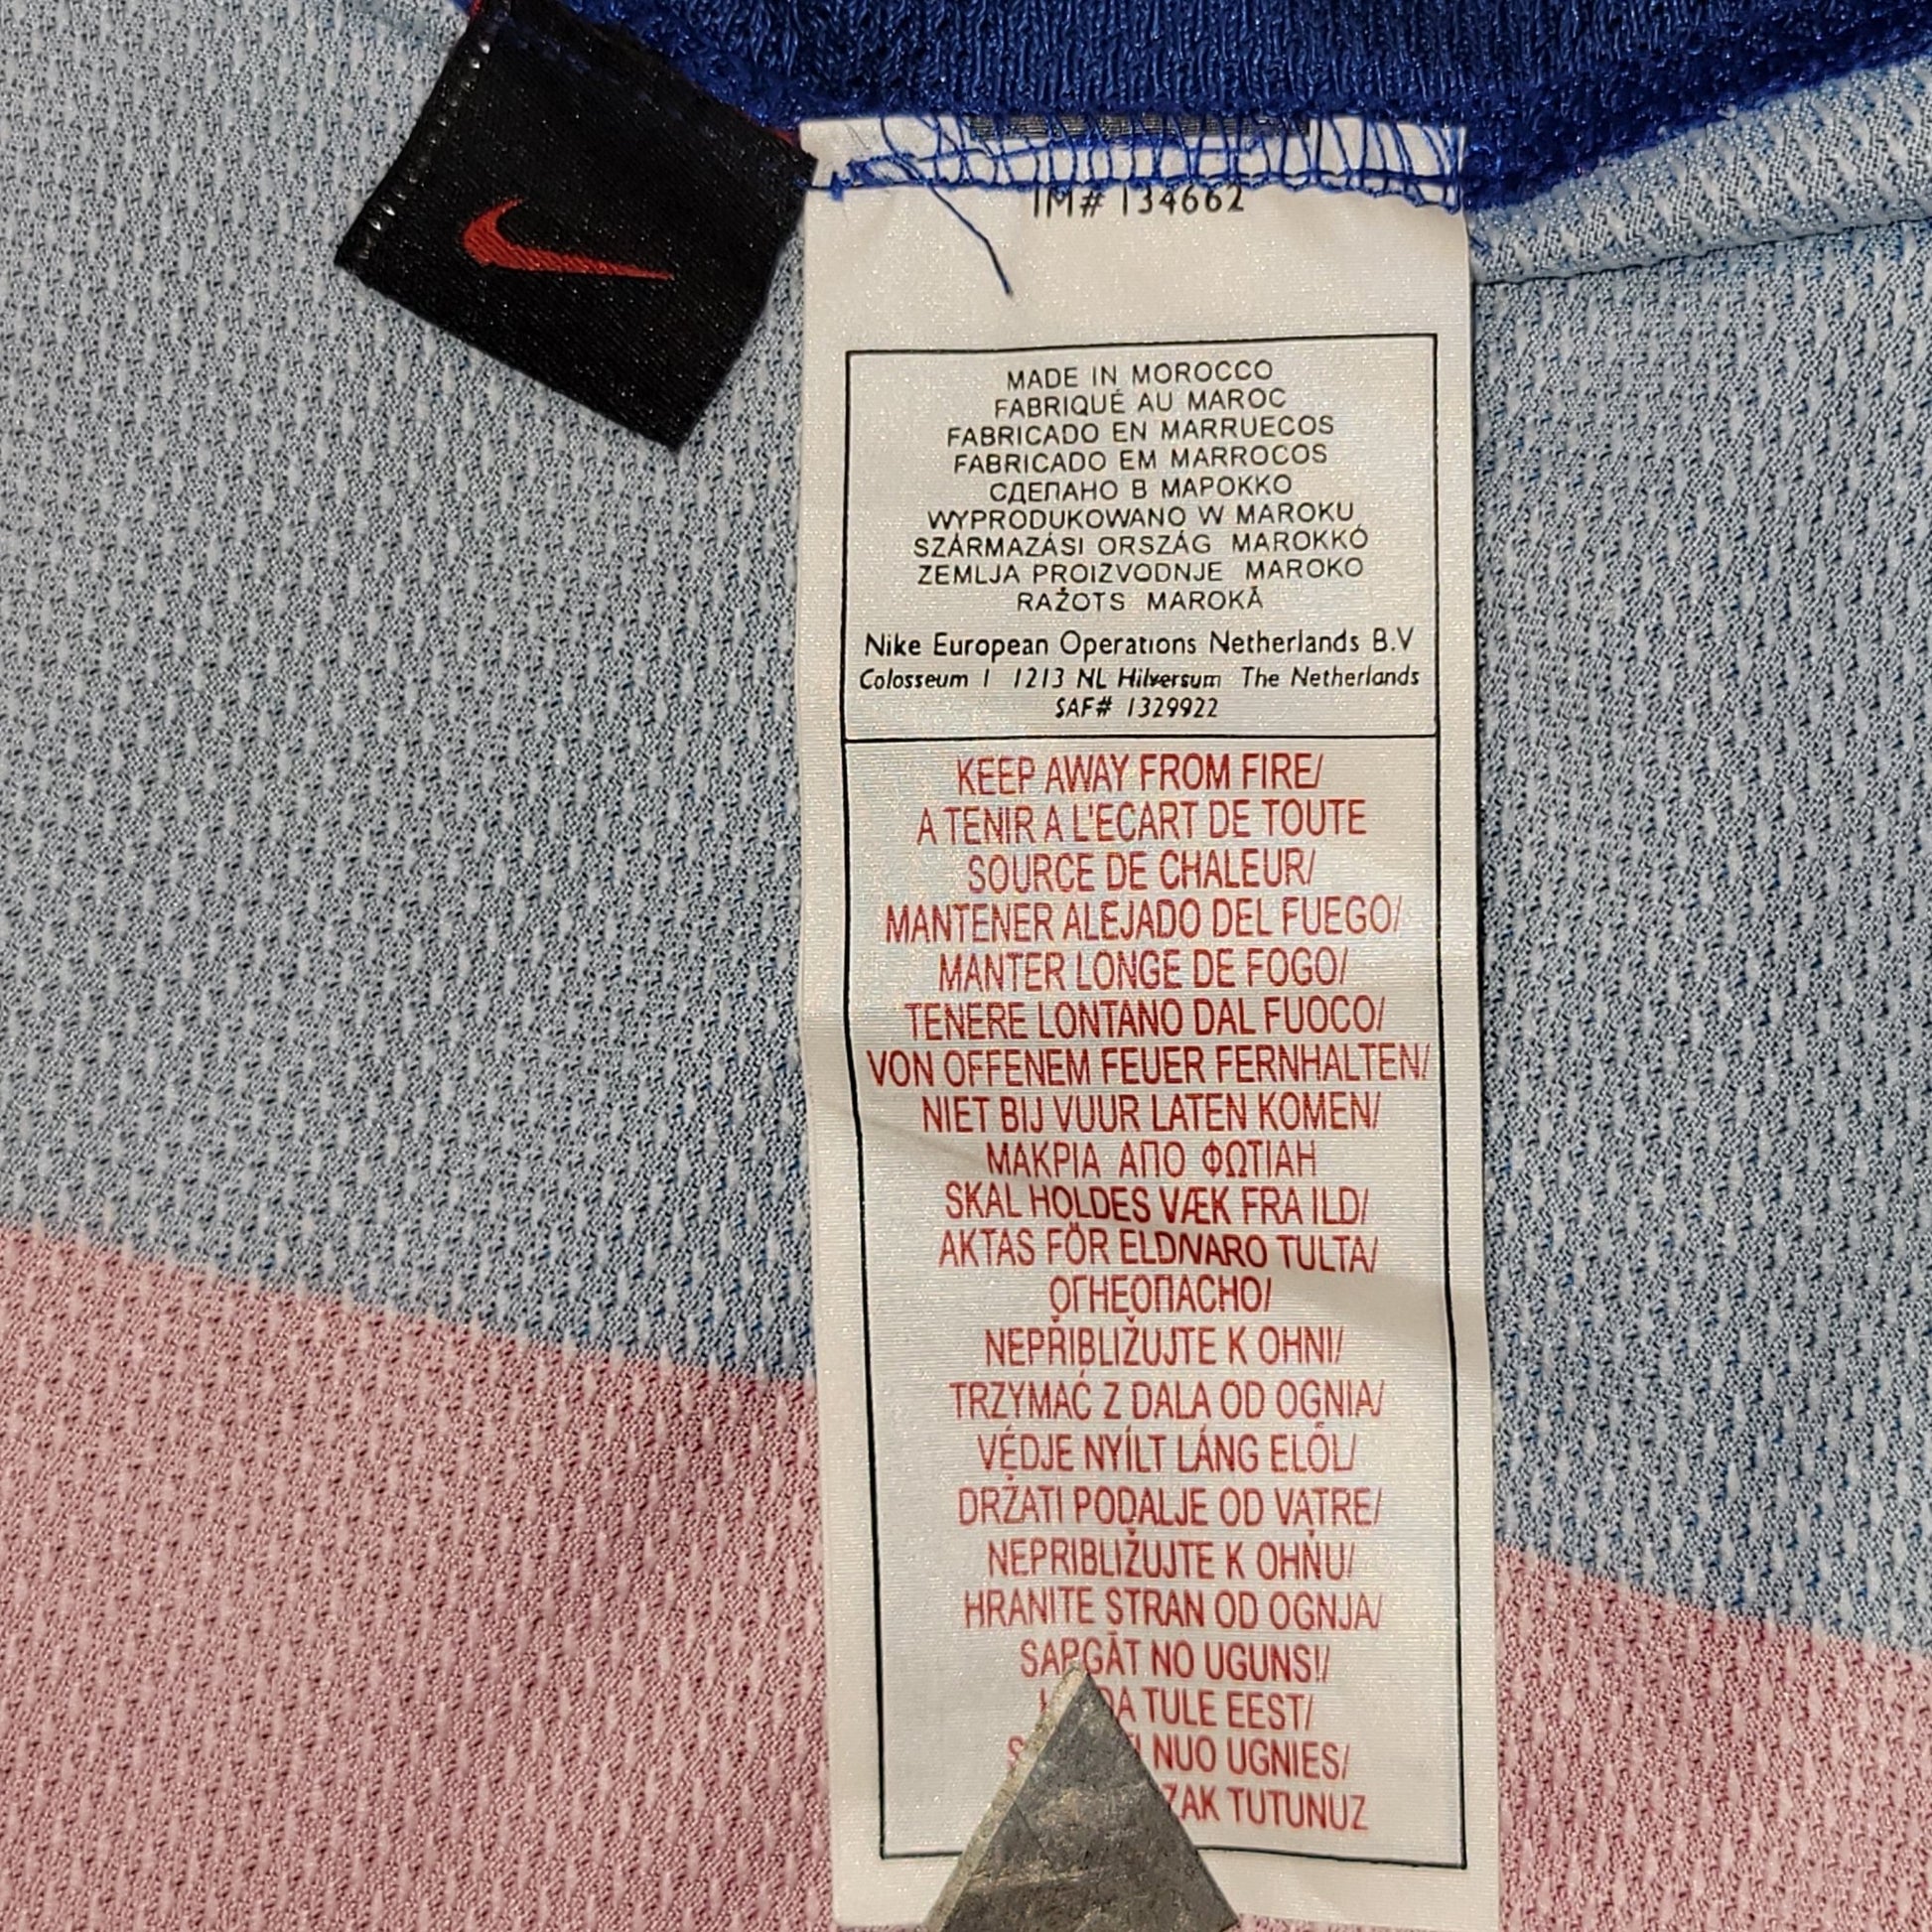 IM# 134662
MADE IN MOROCCO
FABRIQUÉ AU MAROC
FABRICADO EN MARRUECOS
FABRICADO EM MARROCOS
СДЕПАНО В МАРОККО
WYPRODUKOWANO W MAROKU
SZÁRMAZÁSI ORSZÁG MAROKKÓ
ZEMLJA PROIZVODNJE MAROKO
RAŽOTS MAROKĀ
Nike European Operations Netherlands B.V
Colosseum 1 1213 NL Hilversum The Netherlands
SAF# 1329922
KEEP AWAY FROM FIRE/
A TENIR A L'ECART DE TOUTE
SOURCE DE CHALEUR/
MANTENER ALEJADO DEL FUEGO/
MANTER LONGE DE FOGO/
TENERE LONTANO DAL FUOCO/
VON OFFENEM FEUER FERNHALTEN/
NIET BIJ VUUR LATEN KOMEN/
ΜΑΚΡΙΑ ΑΠΟ ΦΩΤΙΑΗ
SKAL HOLDES VÆK FRA ILD/
AKTAS FÖR ELDNARO TULTA/
ОГНЕОПАСНО/
NEPŘIBLIŽUJTE K OHNI/
TRZYMAĆ Z DALA OD OGNIA/
VÉDJE NYÍLT LÁNG ELŐL/
DRŽATI PODALJE OD VATRE/
NEPRIBLIŽUJTE K OHŇU/
HRANITE STRAN OD OGNJA/
SARGĀT NO UGUNS!/
TULE EEST/
NUO UGNIES/
TUTUNUZ